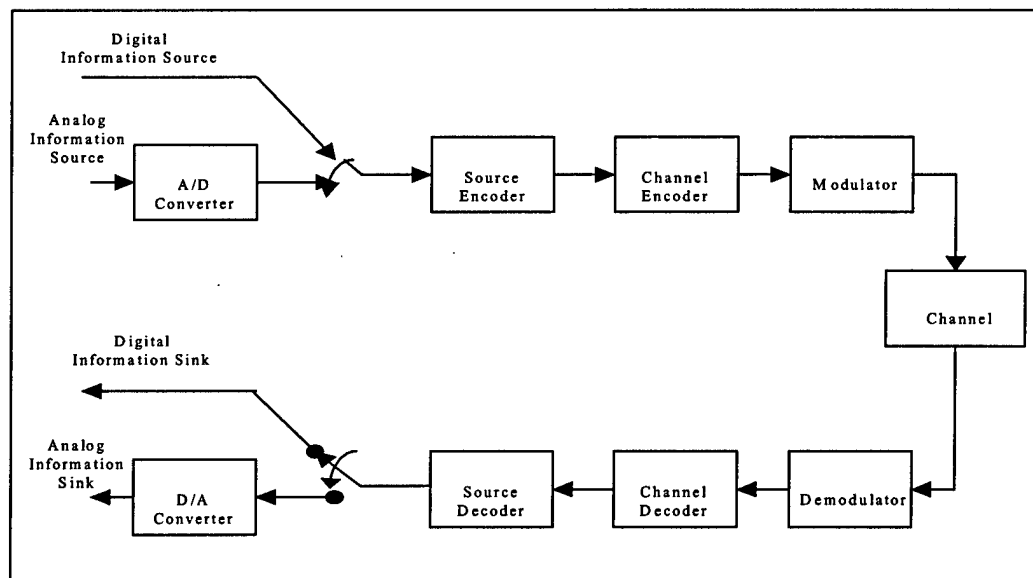 Digital
Information Source
Analog
Information
Source
A/D
Converter
Source
Encoder
Channel
Encoder
Modulator
Channel
Digital
Information Sink
Analog
Information
Sink
D/A
Converter
Source
Decoder
Channel
Decoder
Demodulator